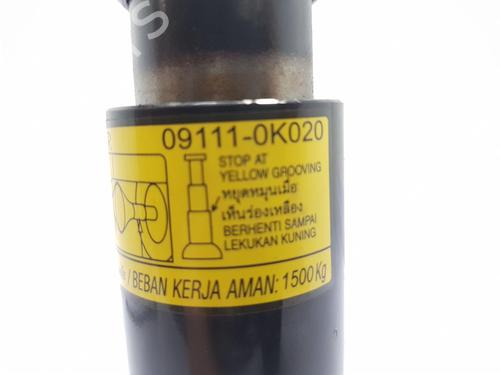 09111-0K020
STOP AT
YELLOW GROOVING
หยุดหมุนเมื่อ
เห็นร่องเหลือง
BERHENTI SAMPAI
LEKUKAN KUNING
/ BEBAN KERJA AMAN: 1500 Kg